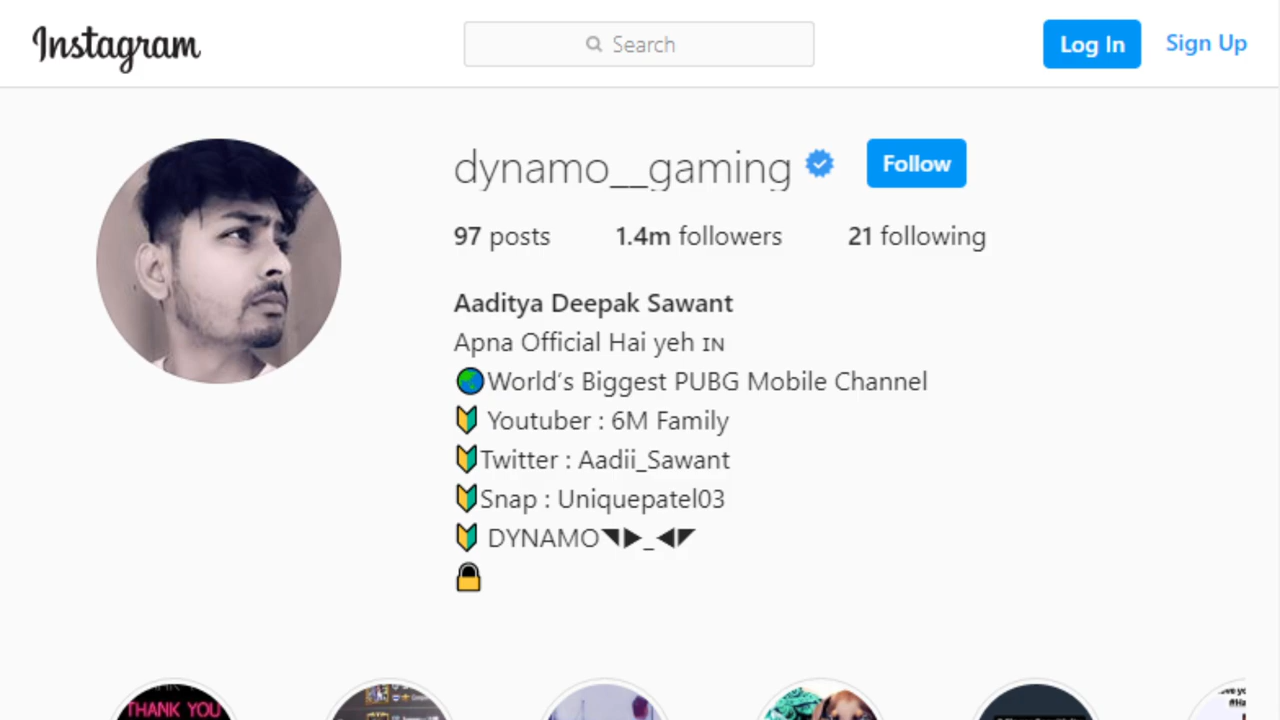 Instagram
Search
Log In
Sign Up
dynamo__gaming
Follow
97 posts
1.4m followers
21 following
Aaditya Deepak Sawant
Apna Official Hai yeh ɪɴ
🌏World's Biggest PUBG Mobile Channel
🔰 Youtuber : 6M Family
🔰Twitter : Aadii_Sawant
🔰Snap : Uniquepatel03
🔰 DYNAMO◥▶_◀◤
🔒
THANK YOU